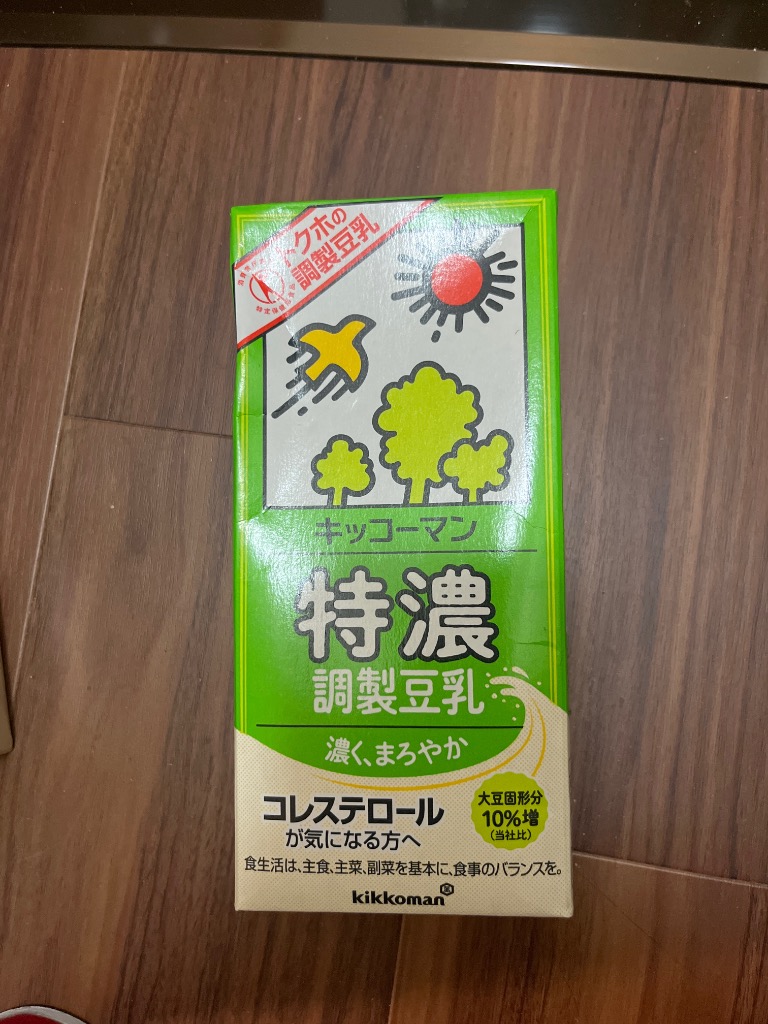 トクホの
調製豆乳
キッコーマン
特濃
調製豆乳
濃く、まろやか
コレステロール
が気になる方へ
大豆固形分
10%増
(当社比)
食生活は、主食、主菜、副菜を基本に、食事のバランスを。
kikkoman